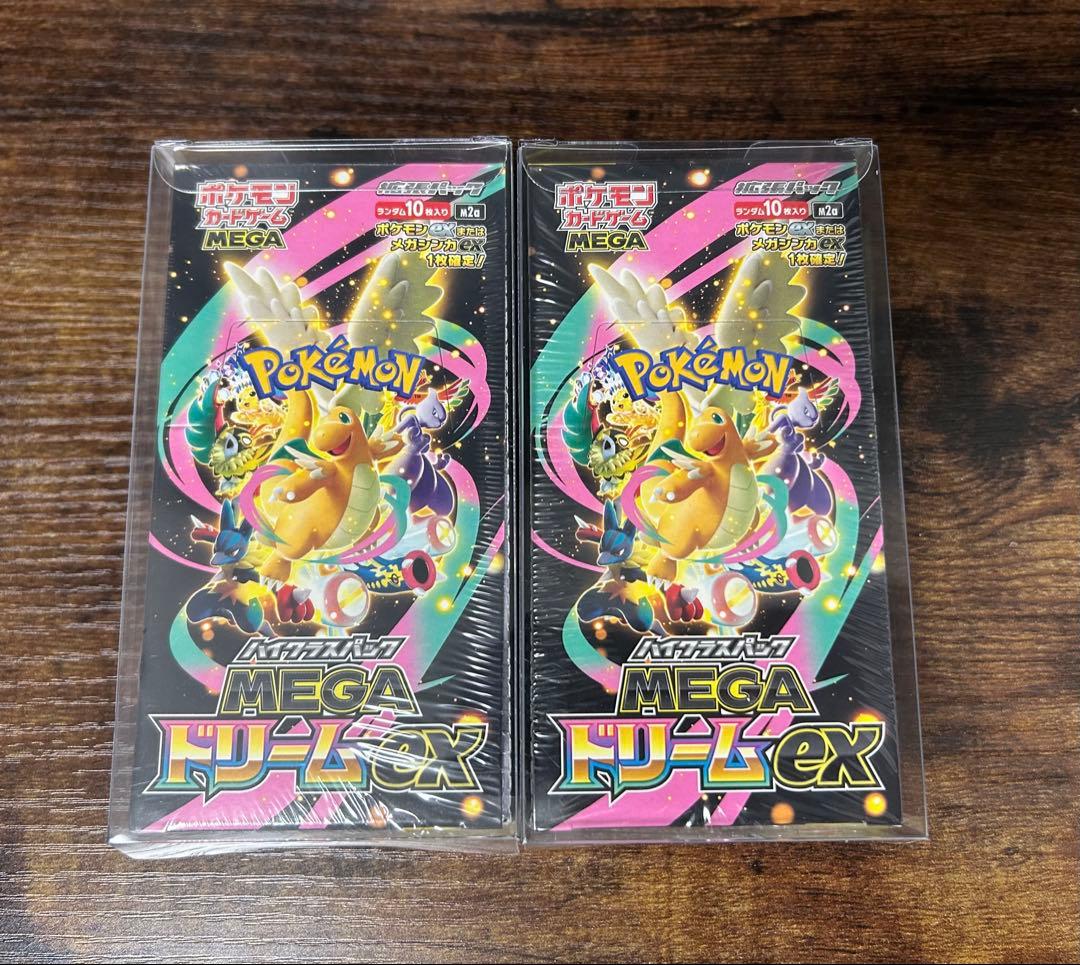 ポケモン
カードゲーム
MEGA
拡張パック
ランダム10枚入り M2a
ポケモンexまたは
メガシンカex
1枚確定!
POKéMON
TM
ハイクラスパック
MEGA
ドリームex
ポケモン
カードゲーム
MEGA
拡張パック
ランダム10枚入り M2a
ポケモンexまたは
メガシンカex
1枚確定!
POKéMON
TM
ハイクラスパック
MEGA
ドリームex